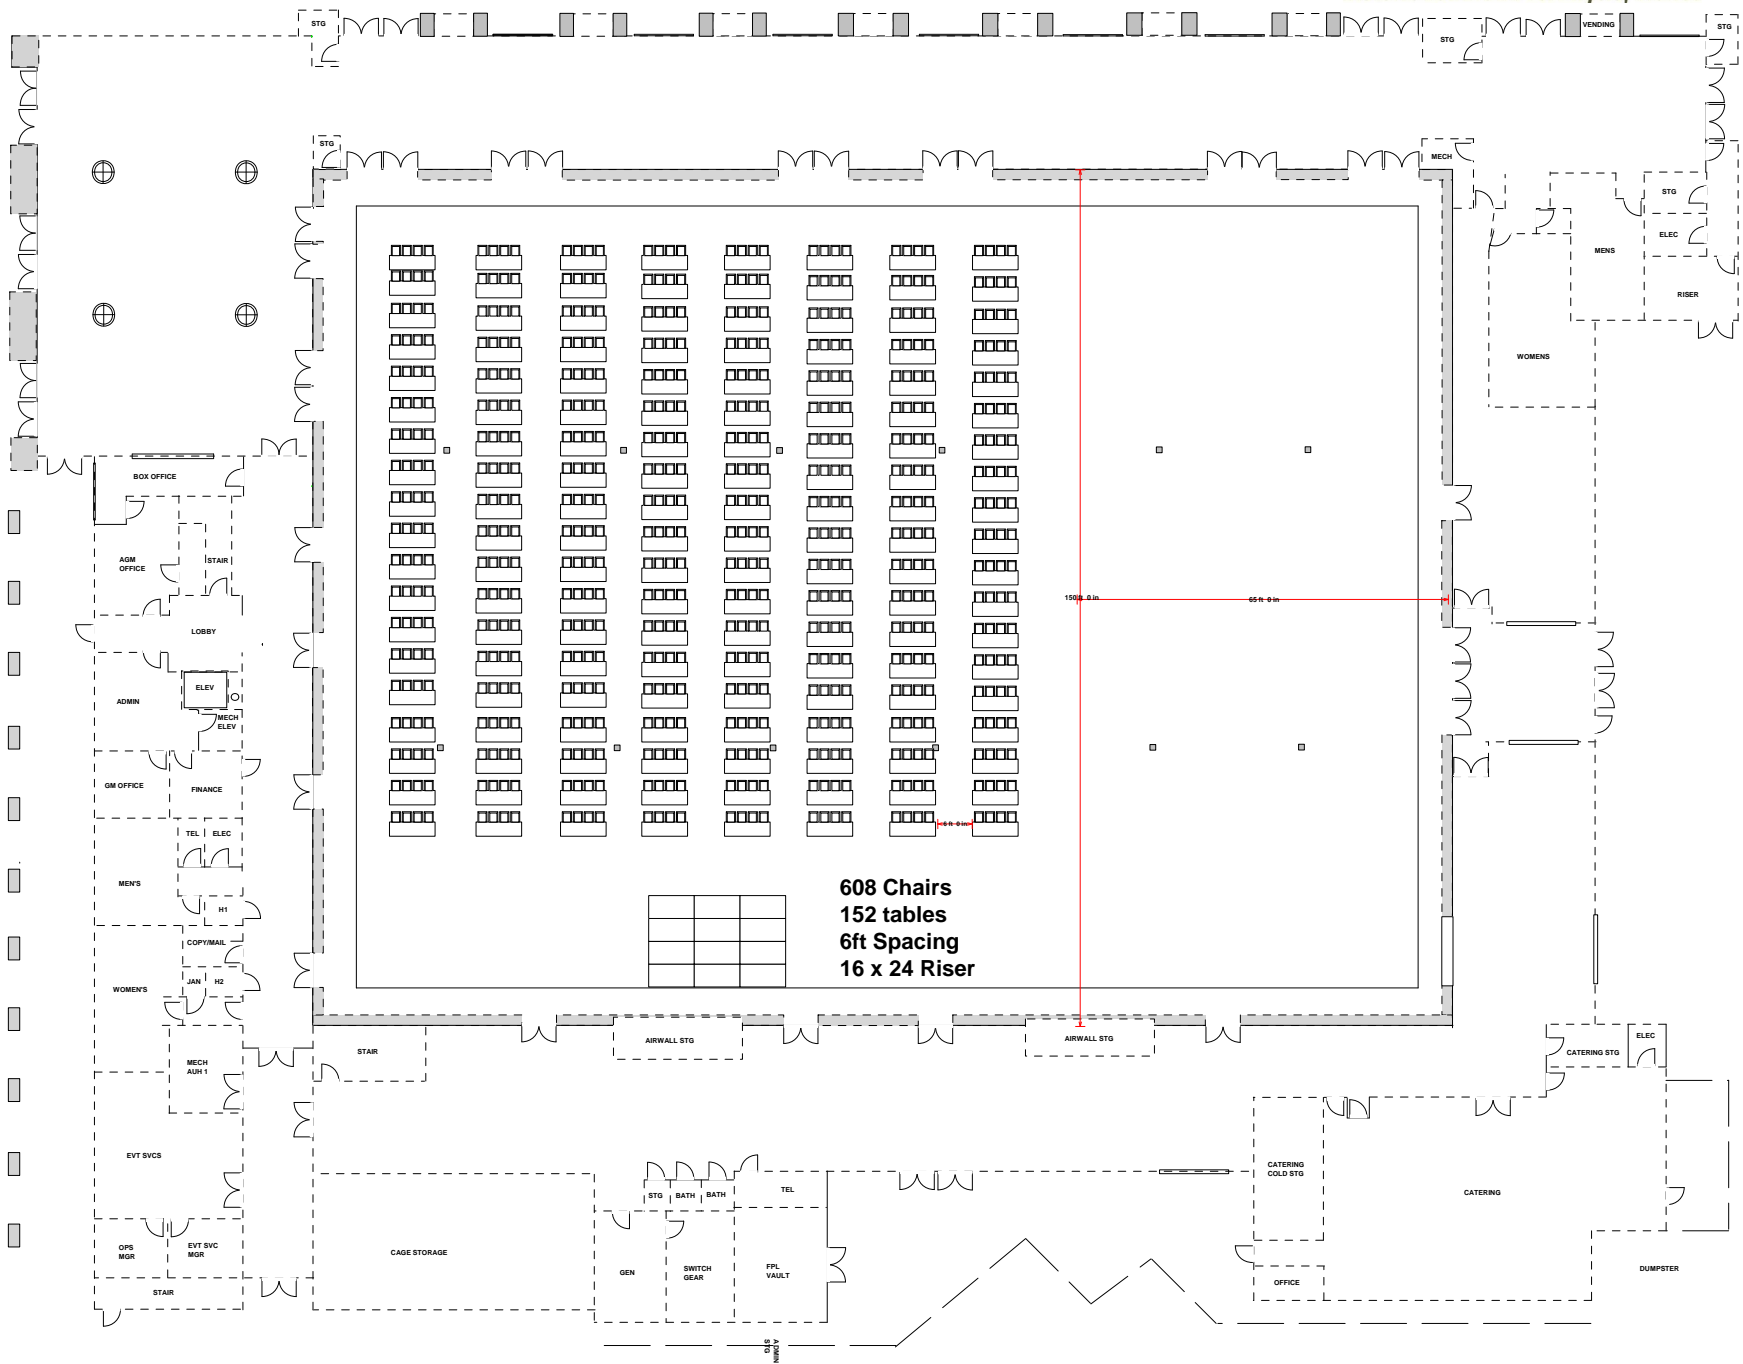 STG
VENDING
STG
STG
STG
MECH
STG
ELEC
MENS
RISER
WOMENS
BOX OFFICE
AGM
OFFICE
STAIR
LOBBY
150 ft 0 in
65 ft 0 in
ELEV
ADMIN
MECH
ELEV
GM OFFICE
FINANCE
TEL
ELEC
6 ft 0 in
MEN'S
H1
608 Chairs
152 tables
6ft Spacing
16 x 24 Riser
COPY/MAIL
JAN
H2
WOMEN'S
STAIR
AIRWALL STG
AIRWALL STG
CATERING STG
ELEC
MECH
AUH 1
EVT SVCS
CATERING
COLD STG
CATERING
STG
BATH
BATH
TEL
OPS
MGR
EVT SVC
MGR
CAGE STORAGE
GEN
SWITCH
GEAR
FPL
VAULT
OFFICE
DUMPSTER
STAIR
ADMIN
STG